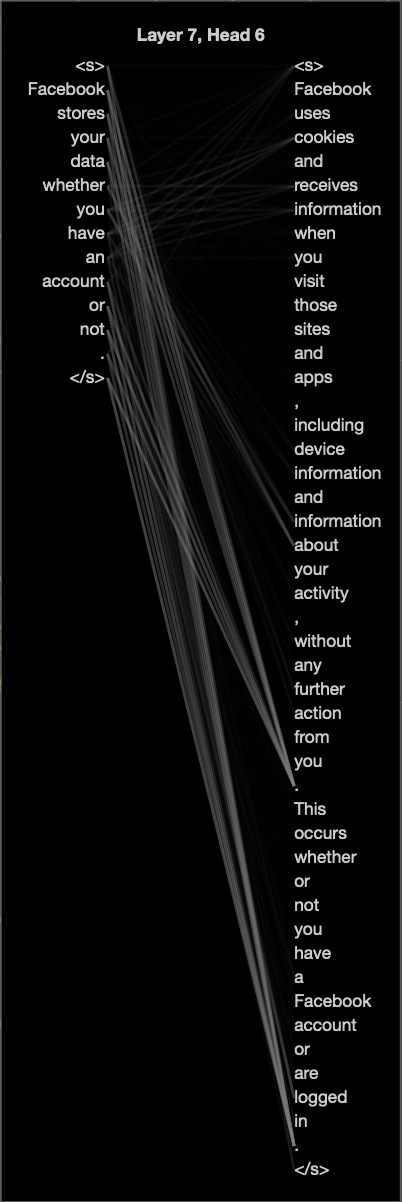 Layer 7, Head 6
<s>
Facebook
stores
your
data
whether
you
have
an
account
or
not
.
</s>
<s>
Facebook
uses
cookies
and
receives
information
when
you
visit
those
sites
and
apps
,
including
device
information
and
information
about
your
activity
,
without
any
further
action
from
you
.
This
occurs
whether
or
not
you
have
a
Facebook
account
or
are
logged
in
.
</s>